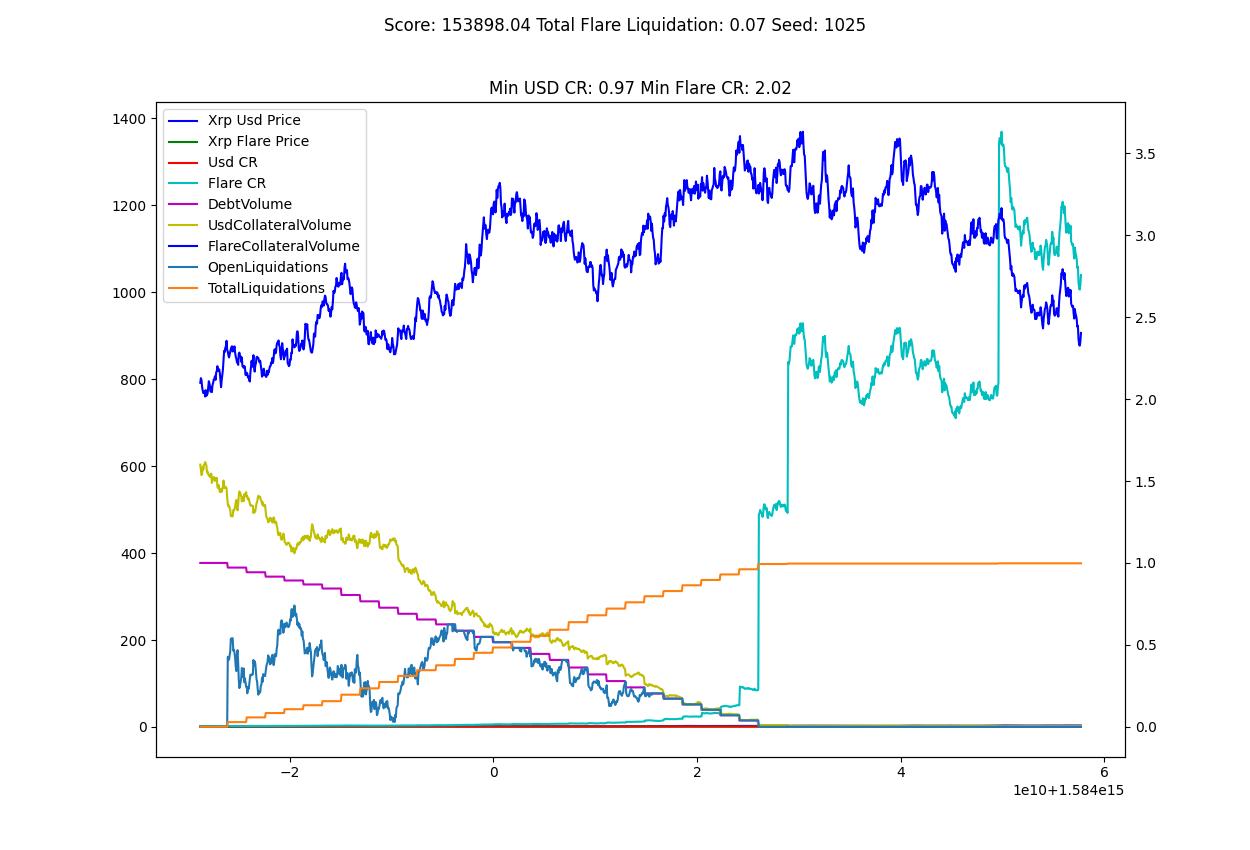 Score: 153898.04 Total Flare Liquidation: 0.07 Seed: 1025
Min USD CR: 0.97 Min Flare CR: 2.02
Xrp Usd Price
Xrp Flare Price
Usd CR
Flare CR
DebtVolume
UsdCollateralVolume
FlareCollateralVolume
OpenLiquidations
TotalLiquidations
1400
1200
1000
800
600
400
200
0
3.5
3.0
2.5
2.0
1.5
1.0
0.5
0.0
−2 0 2 4 6
1e10+1.584e15